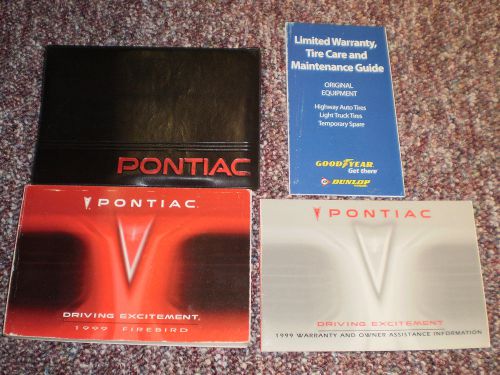 PONTIAC
Limited Warranty,
Tire Care and
Maintenance Guide
ORIGINAL
EQUIPMENT
Highway Auto Tires
Light Truck Tires
Temporary Spare
GOODYEAR
Get there
DUNLOP
PONTIAC
DRIVING EXCITEMENT
1999 FIREBIRD
PONTIAC
DRIVING EXCITEMENT
1999 WARRANTY AND OWNER ASSISTANCE INFORMATION